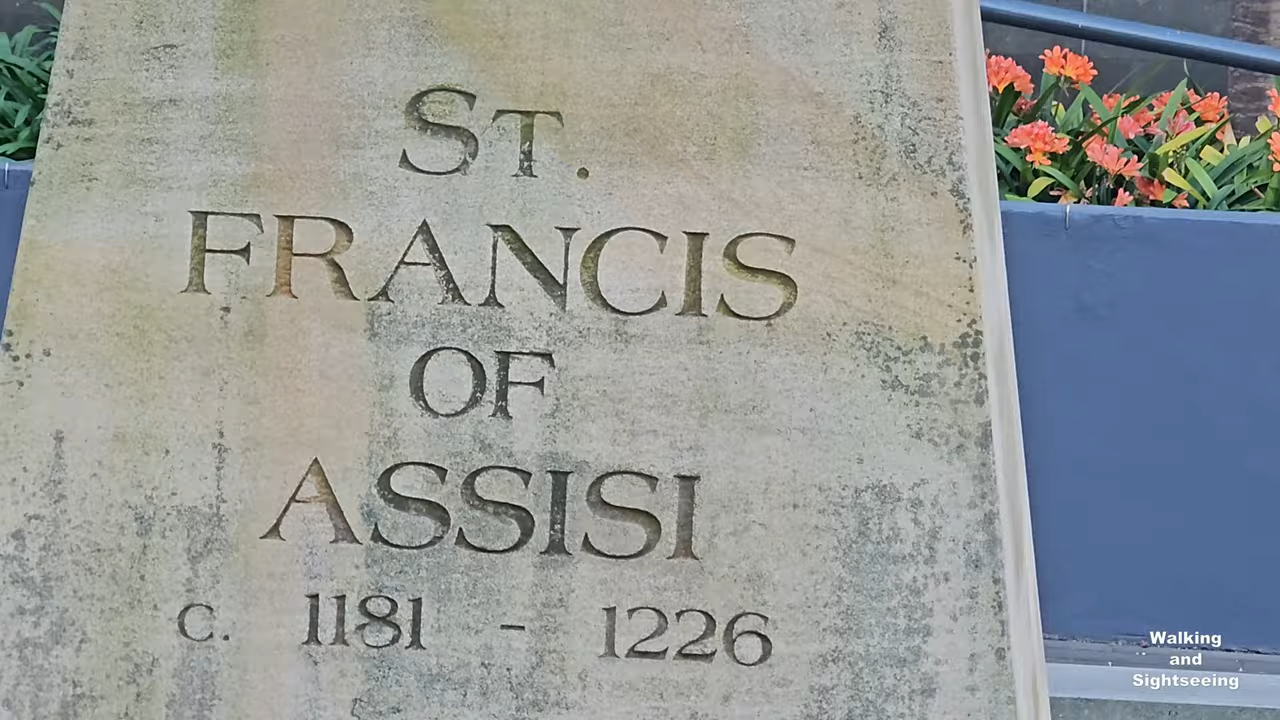 ST.
FRANCIS
OF
ASSISI
c. 1181 - 1226
Walking
and
Sightseeing